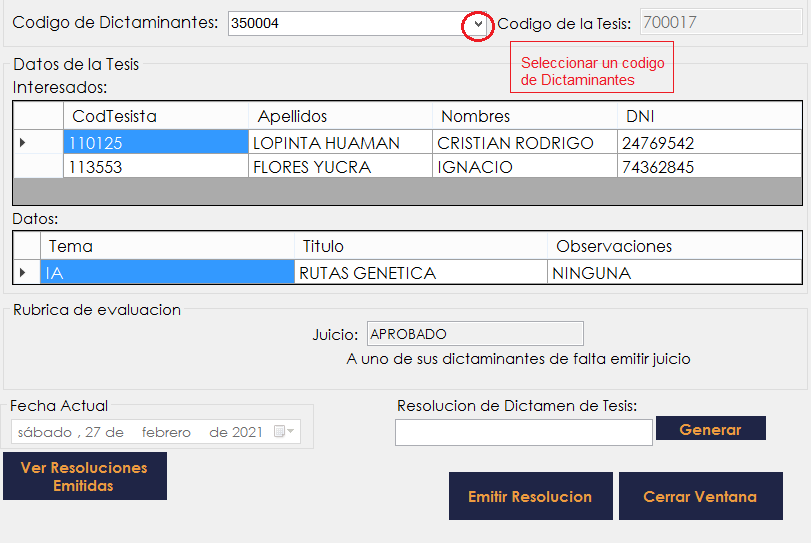 Codigo de Dictaminantes: 350004 Codigo de la Tesis: 700017
Seleccionar un codigo
de Dictaminantes
Datos de la Tesis
Interesados:
CodTesista Apellidos Nombres DNI
110125 LOPINTA HUAMAN CRISTIAN RODRIGO 24769542
113553 FLORES YUCRA IGNACIO 74362845
Datos:
Tema Titulo Observaciones
IA RUTAS GENETICA NINGUNA
Rubrica de evaluacion
Juicio: APROBADO
A uno de sus dictaminantes de falta emitir juicio
Fecha Actual
sábado , 27 de febrero de 2021
Resolucion de Dictamen de Tesis:
Generar
Ver Resoluciones
Emitidas
Emitir Resolucion
Cerrar Ventana